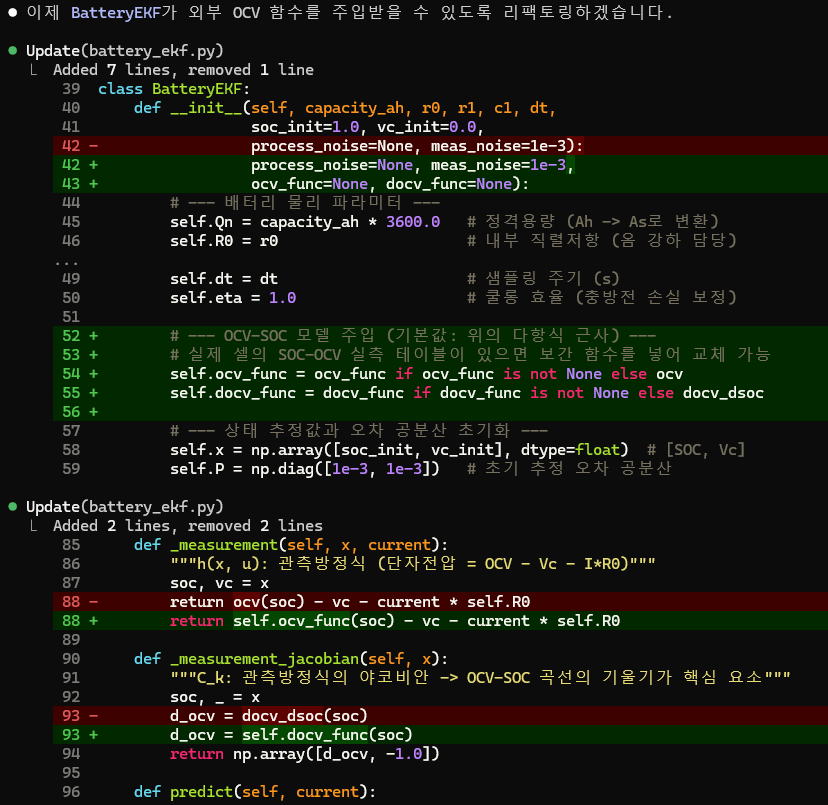 ● 이제 BatteryEKF가 외부 OCV 함수를 주입받을 수 있도록 리팩토링하겠습니다.
● Update(battery_ekf.py)
└ Added 7 lines, removed 1 line
39 class BatteryEKF:
40     def __init__(self, capacity_ah, r0, r1, c1, dt,
41                  soc_init=1.0, vc_init=0.0,
42 -                process_noise=None, meas_noise=1e-3):
42 +                process_noise=None, meas_noise=1e-3,
43 +                ocv_func=None, docv_func=None):
44         # --- 배터리 물리 파라미터 ---
45         self.Qn = capacity_ah * 3600.0   # 정격용량 (Ah -> As로 변환)
46         self.R0 = r0                     # 내부 직렬저항 (옴 강하 담당)
...
49         self.dt = dt                     # 샘플링 주기 (s)
50         self.eta = 1.0                   # 쿨롱 효율 (충방전 손실 보정)
51
52 +       # --- OCV-SOC 모델 주입 (기본값: 위의 다항식 근사) ---
53 +       # 실제 셀의 SOC-OCV 실측 테이블이 있으면 보간 함수를 넣어 교체 가능
54 +       self.ocv_func = ocv_func if ocv_func is not None else ocv
55 +       self.docv_func = docv_func if docv_func is not None else docv_dsoc
56 +
57         # --- 상태 추정값과 오차 공분산 초기화 ---
58         self.x = np.array([soc_init, vc_init], dtype=float)  # [SOC, Vc]
59         self.P = np.diag([1e-3, 1e-3])   # 초기 추정 오차 공분산
● Update(battery_ekf.py)
└ Added 2 lines, removed 2 lines
85     def _measurement(self, x, current):
86         """h(x, u): 관측방정식 (단자전압 = OCV - Vc - I*R0)"""
87         soc, vc = x
88 -       return ocv(soc) - vc - current * self.R0
88 +       return self.ocv_func(soc) - vc - current * self.R0
89
90     def _measurement_jacobian(self, x):
91         """C_k: 관측방정식의 야코비안 -> OCV-SOC 곡선의 기울기가 핵심 요소"""
92         soc, _ = x
93 -       d_ocv = docv_dsoc(soc)
93 +       d_ocv = self.docv_func(soc)
94         return np.array([d_ocv, -1.0])
95
96     def predict(self, current):